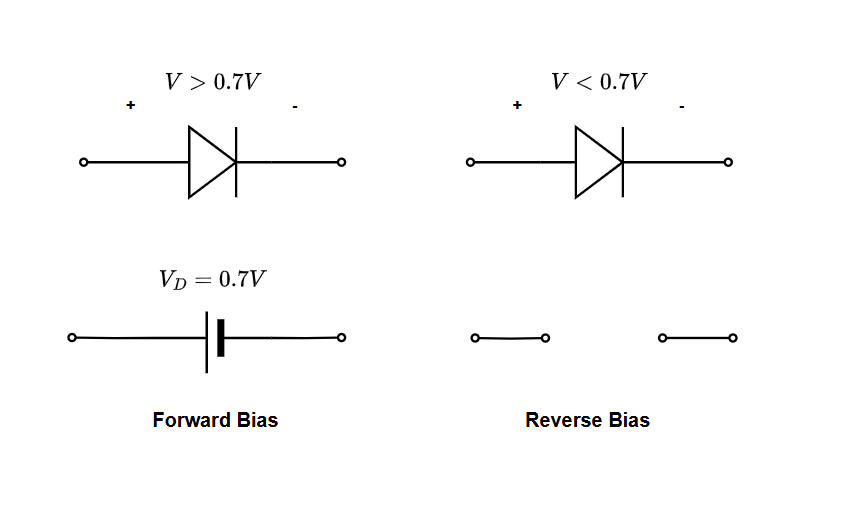 V > 0.7V
+ -
V < 0.7V
+ -
V_D = 0.7V
Forward Bias
Reverse Bias